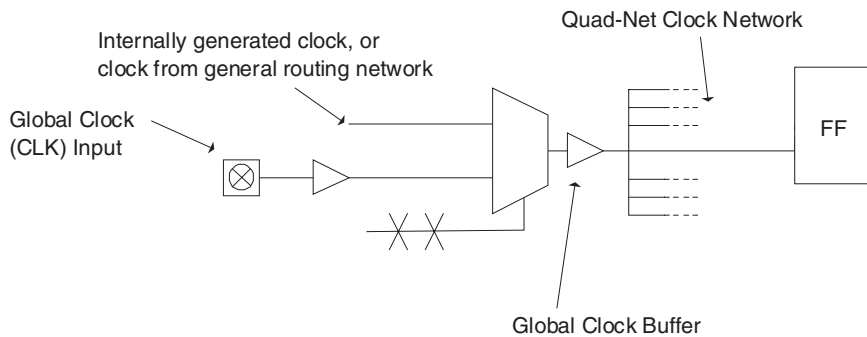 Quad-Net Clock Network
Internally generated clock, or
clock from general routing network
Global Clock
(CLK) Input
FF
Global Clock Buffer